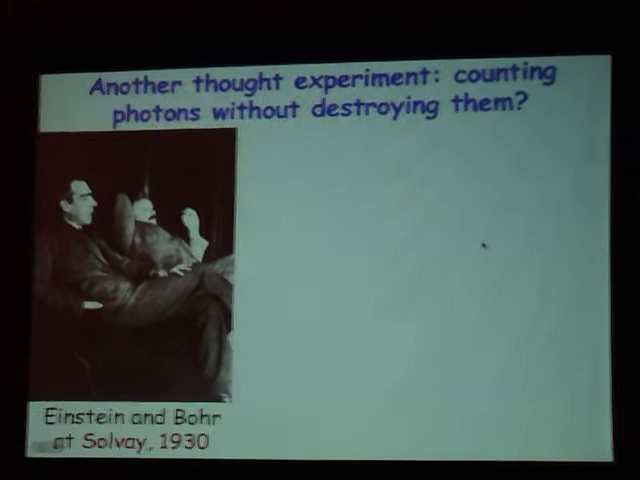 Another thought experiment: counting
photons without destroying them?
Einstein and Bohr
at Solvay, 1930